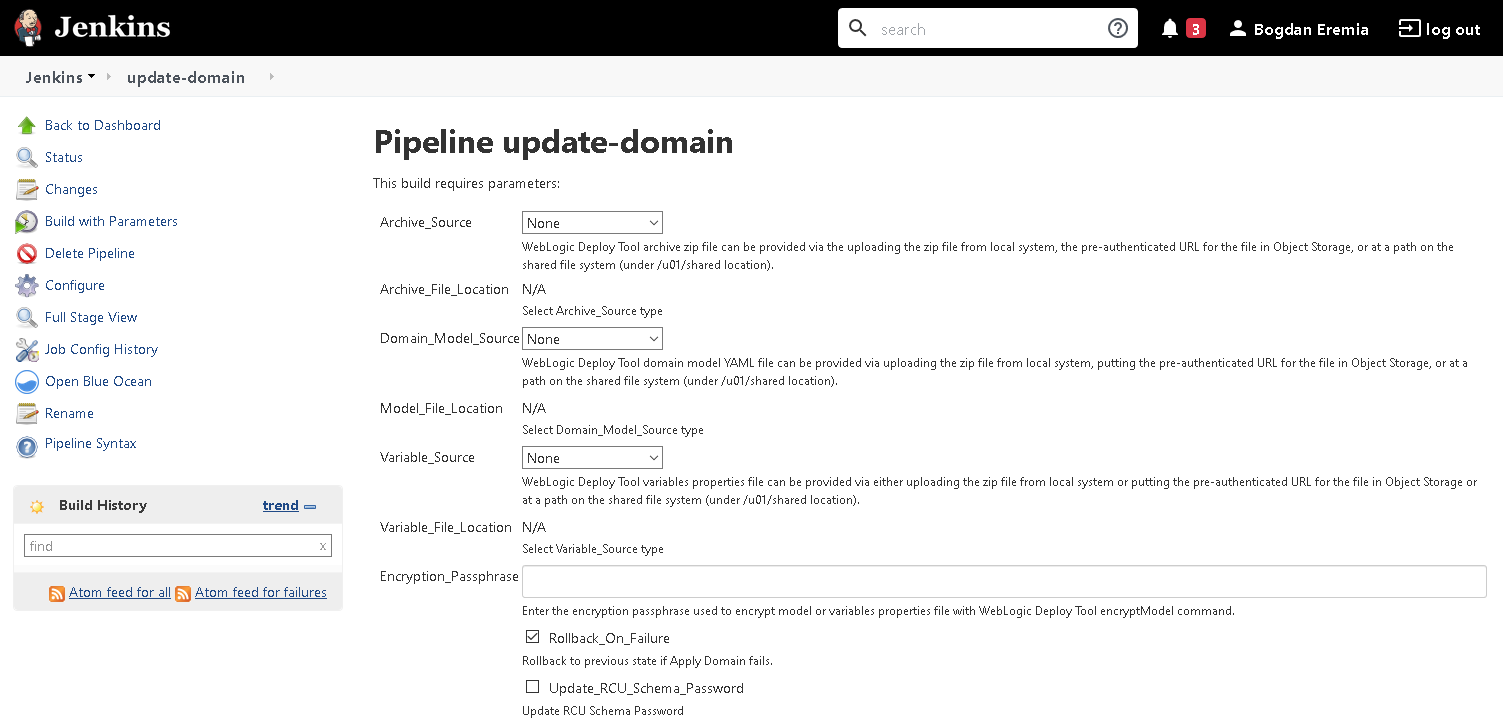 Jenkins
search
3
Bogdan Eremia
log out
Jenkins
update-domain
Back to Dashboard
Status
Changes
Build with Parameters
Delete Pipeline
Configure
Full Stage View
Job Config History
Open Blue Ocean
Rename
Pipeline Syntax
Build History
trend
find
x
Atom feed for all
Atom feed for failures
Pipeline update-domain
This build requires parameters:
Archive_Source
None
WebLogic Deploy Tool archive zip file can be provided via the uploading the zip file from local system, the pre-authenticated URL for the file in Object Storage, or at a path on the
shared file system (under /u01/shared location).
Archive_File_Location
N/A
Select Archive_Source type
Domain_Model_Source
None
WebLogic Deploy Tool domain model YAML file can be provided via uploading the zip file from local system, putting the pre-authenticated URL for the file in Object Storage, or at a
path on the shared file system (under /u01/shared location).
Model_File_Location
N/A
Select Domain_Model_Source type
Variable_Source
None
WebLogic Deploy Tool variables properties file can be provided via either uploading the zip file from local system or putting the pre-authenticated URL for the file in Object Storage or
at a path on the shared file system (under /u01/shared location).
Variable_File_Location
N/A
Select Variable_Source type
Encryption_Passphrase
Enter the encryption passphrase used to encrypt model or variables properties file with WebLogic Deploy Tool encryptModel command.
Rollback_On_Failure
Rollback to previous state if Apply Domain fails.
Update_RCU_Schema_Password
Update RCU Schema Password